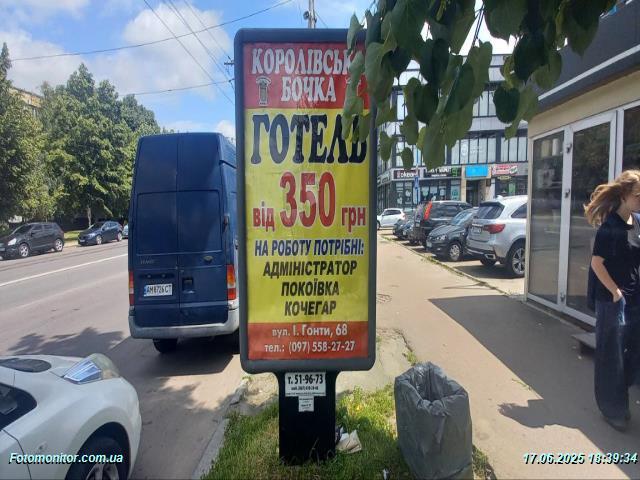 КОРОЛІВСЬКА
БОЧКА
ГОТЕЛЬ
від 350 грн
НА РОБОТУ ПОТРІБНІ:
АДМІНІСТРАТОР
ПОКОЇВКА
КОЧЕГАР
вул. І. Гонти, 68
тел.: (097) 558-27-27
т. 51-96-73
AM8726CT
Fotomonitor.com.ua
17.06.2025 18:39:34